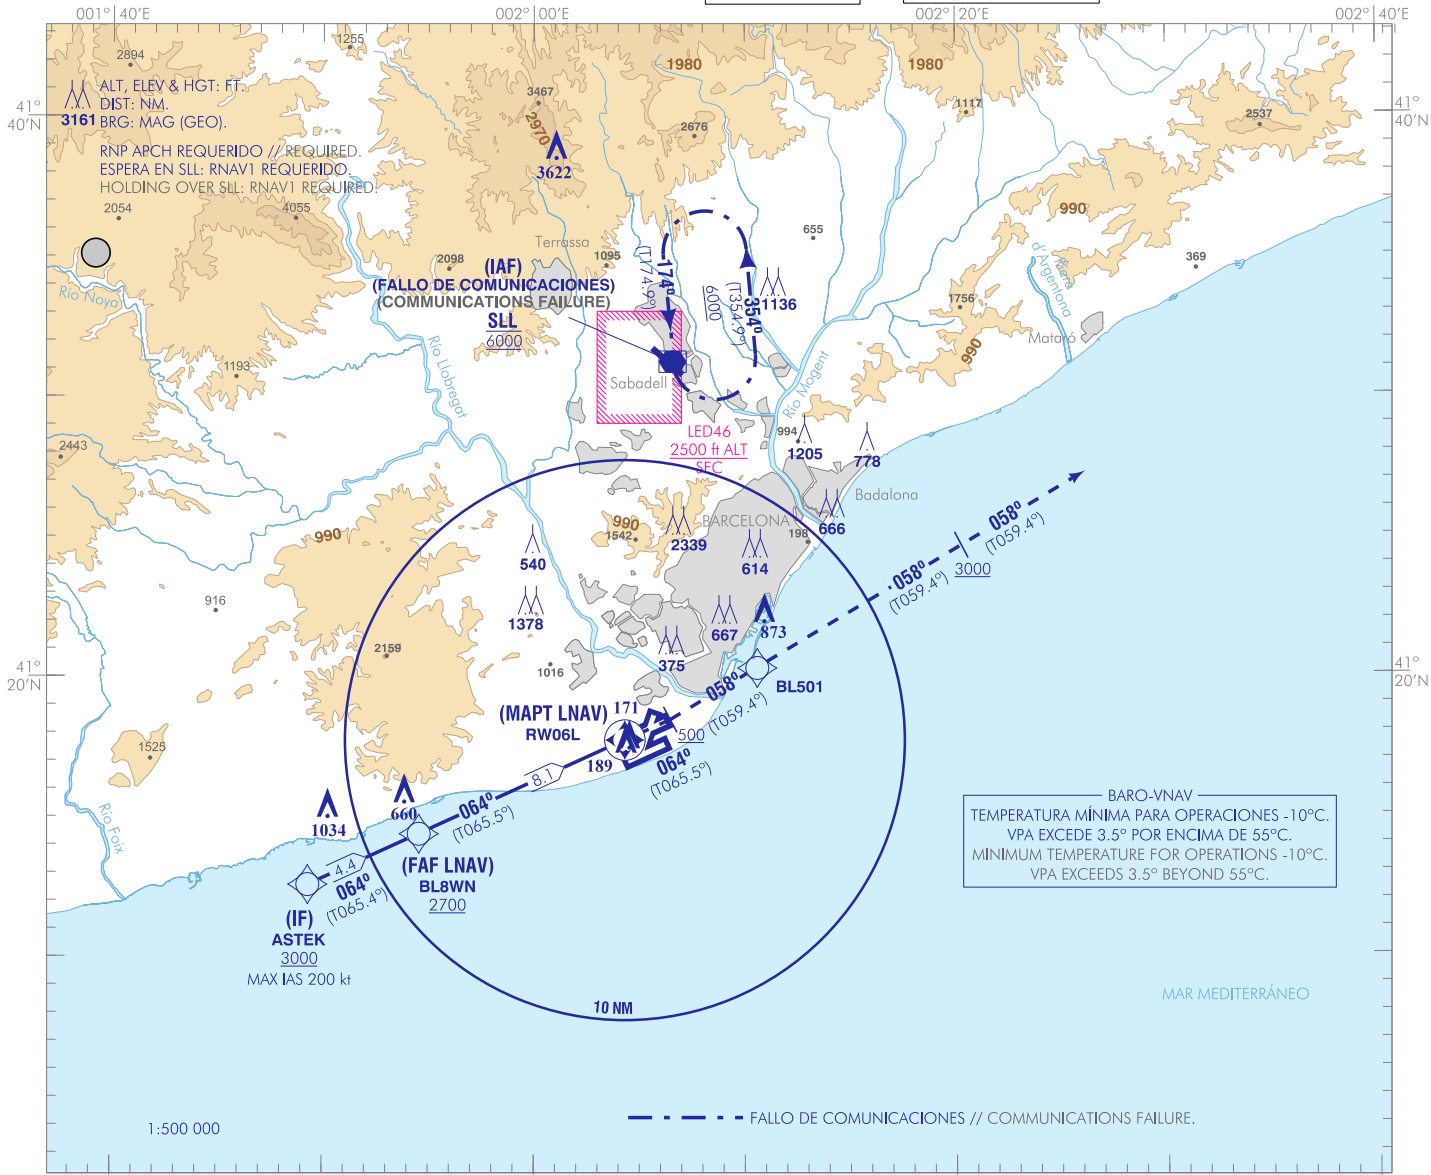 001° 40'E
002° 00'E
002° 20'E
002° 40'E
1255
2894
1980
1980
ALT, ELEV & HGT: FT.
DIST: NM.
BRG: MAG (GEO).
3161
41°
40'N
41°
40'N
3467
2970
2676
1117
2537
RNP APCH REQUERIDO // REQUIRED.
ESPERA EN SLL: RNAV1 REQUERIDO.
HOLDING OVER SLL: RNAV1 REQUIRED.
3622
2054
4055
990
655
Terrassa
1095
2098
369
Río Noya
(IAF)
(FALLO DE COMUNICACIONES)
(COMMUNICATIONS FAILURE)
SLL
6000
174°
(T174.9°)
6000
354°
(T354.9°)
1136
1756
Riera
d'Argentona
Mataró
990
Río Llobregat
1193
Sabadell
Río Mogent
LED46
2500 ft ALT
SFC
994
1205
778
2443
Badalona
990
990
1542
2339
BARCELONA
198
666
614
540
058°
(T059.4°)
3000
058°
(T059.4°)
916
1378
667
873
2159
375
1016
41°
20'N
41°
20'N
BL501
058°
(T059.4°)
(MAPT LNAV)
RW06L
171
500
189
064°
(T065.5°)
1525
8.1
660
1034
064°
(T065.5°)
Río Foix
BARO-VNAV
TEMPERATURA MÍNIMA PARA OPERACIONES -10°C.
VPA EXCEDE 3.5° POR ENCIMA DE 55°C.
MINIMUM TEMPERATURE FOR OPERATIONS -10°C.
VPA EXCEEDS 3.5° BEYOND 55°C.
4.4
064°
(T065.4°)
(FAF LNAV)
BL8WN
2700
(IF)
ASTEK
3000
MAX IAS 200 kt
10 NM
MAR MEDITERRÁNEO
1:500 000
FALLO DE COMUNICACIONES // COMMUNICATIONS FAILURE.